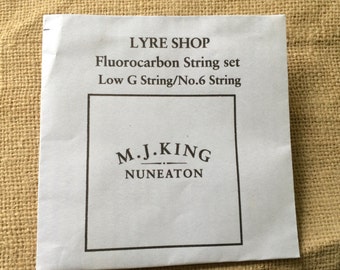 LYRE SHOP
Fluorocarbon String set
Low G String/No.6 String
M.J.KING
NUNEATON